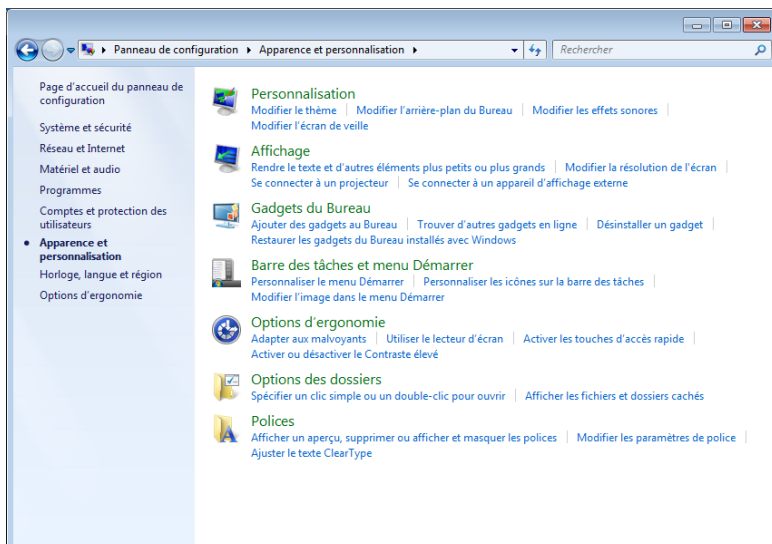 Panneau de configuration ▸ Apparence et personnalisation ▸
Rechercher
Page d'accueil du panneau de
configuration
Système et sécurité
Réseau et Internet
Matériel et audio
Programmes
Comptes et protection des
utilisateurs
Apparence et
personnalisation
Horloge, langue et région
Options d'ergonomie
Personnalisation
Modifier le thème | Modifier l'arrière-plan du Bureau | Modifier les effets sonores |
Modifier l'écran de veille
Affichage
Rendre le texte et d'autres éléments plus petits ou plus grands | Modifier la résolution de l'écran |
Se connecter à un projecteur | Se connecter à un appareil d'affichage externe
Gadgets du Bureau
Ajouter des gadgets au Bureau | Trouver d'autres gadgets en ligne | Désinstaller un gadget |
Restaurer les gadgets du Bureau installés avec Windows
Barre des tâches et menu Démarrer
Personnaliser le menu Démarrer | Personnaliser les icônes sur la barre des tâches |
Modifier l'image dans le menu Démarrer
Options d'ergonomie
Adapter aux malvoyants | Utiliser le lecteur d'écran | Activer les touches d'accès rapide |
Activer ou désactiver le Contraste élevé
Options des dossiers
Spécifier un clic simple ou un double-clic pour ouvrir | Afficher les fichiers et dossiers cachés
Polices
Afficher un aperçu, supprimer ou afficher et masquer les polices | Modifier les paramètres de police |
Ajuster le texte ClearType